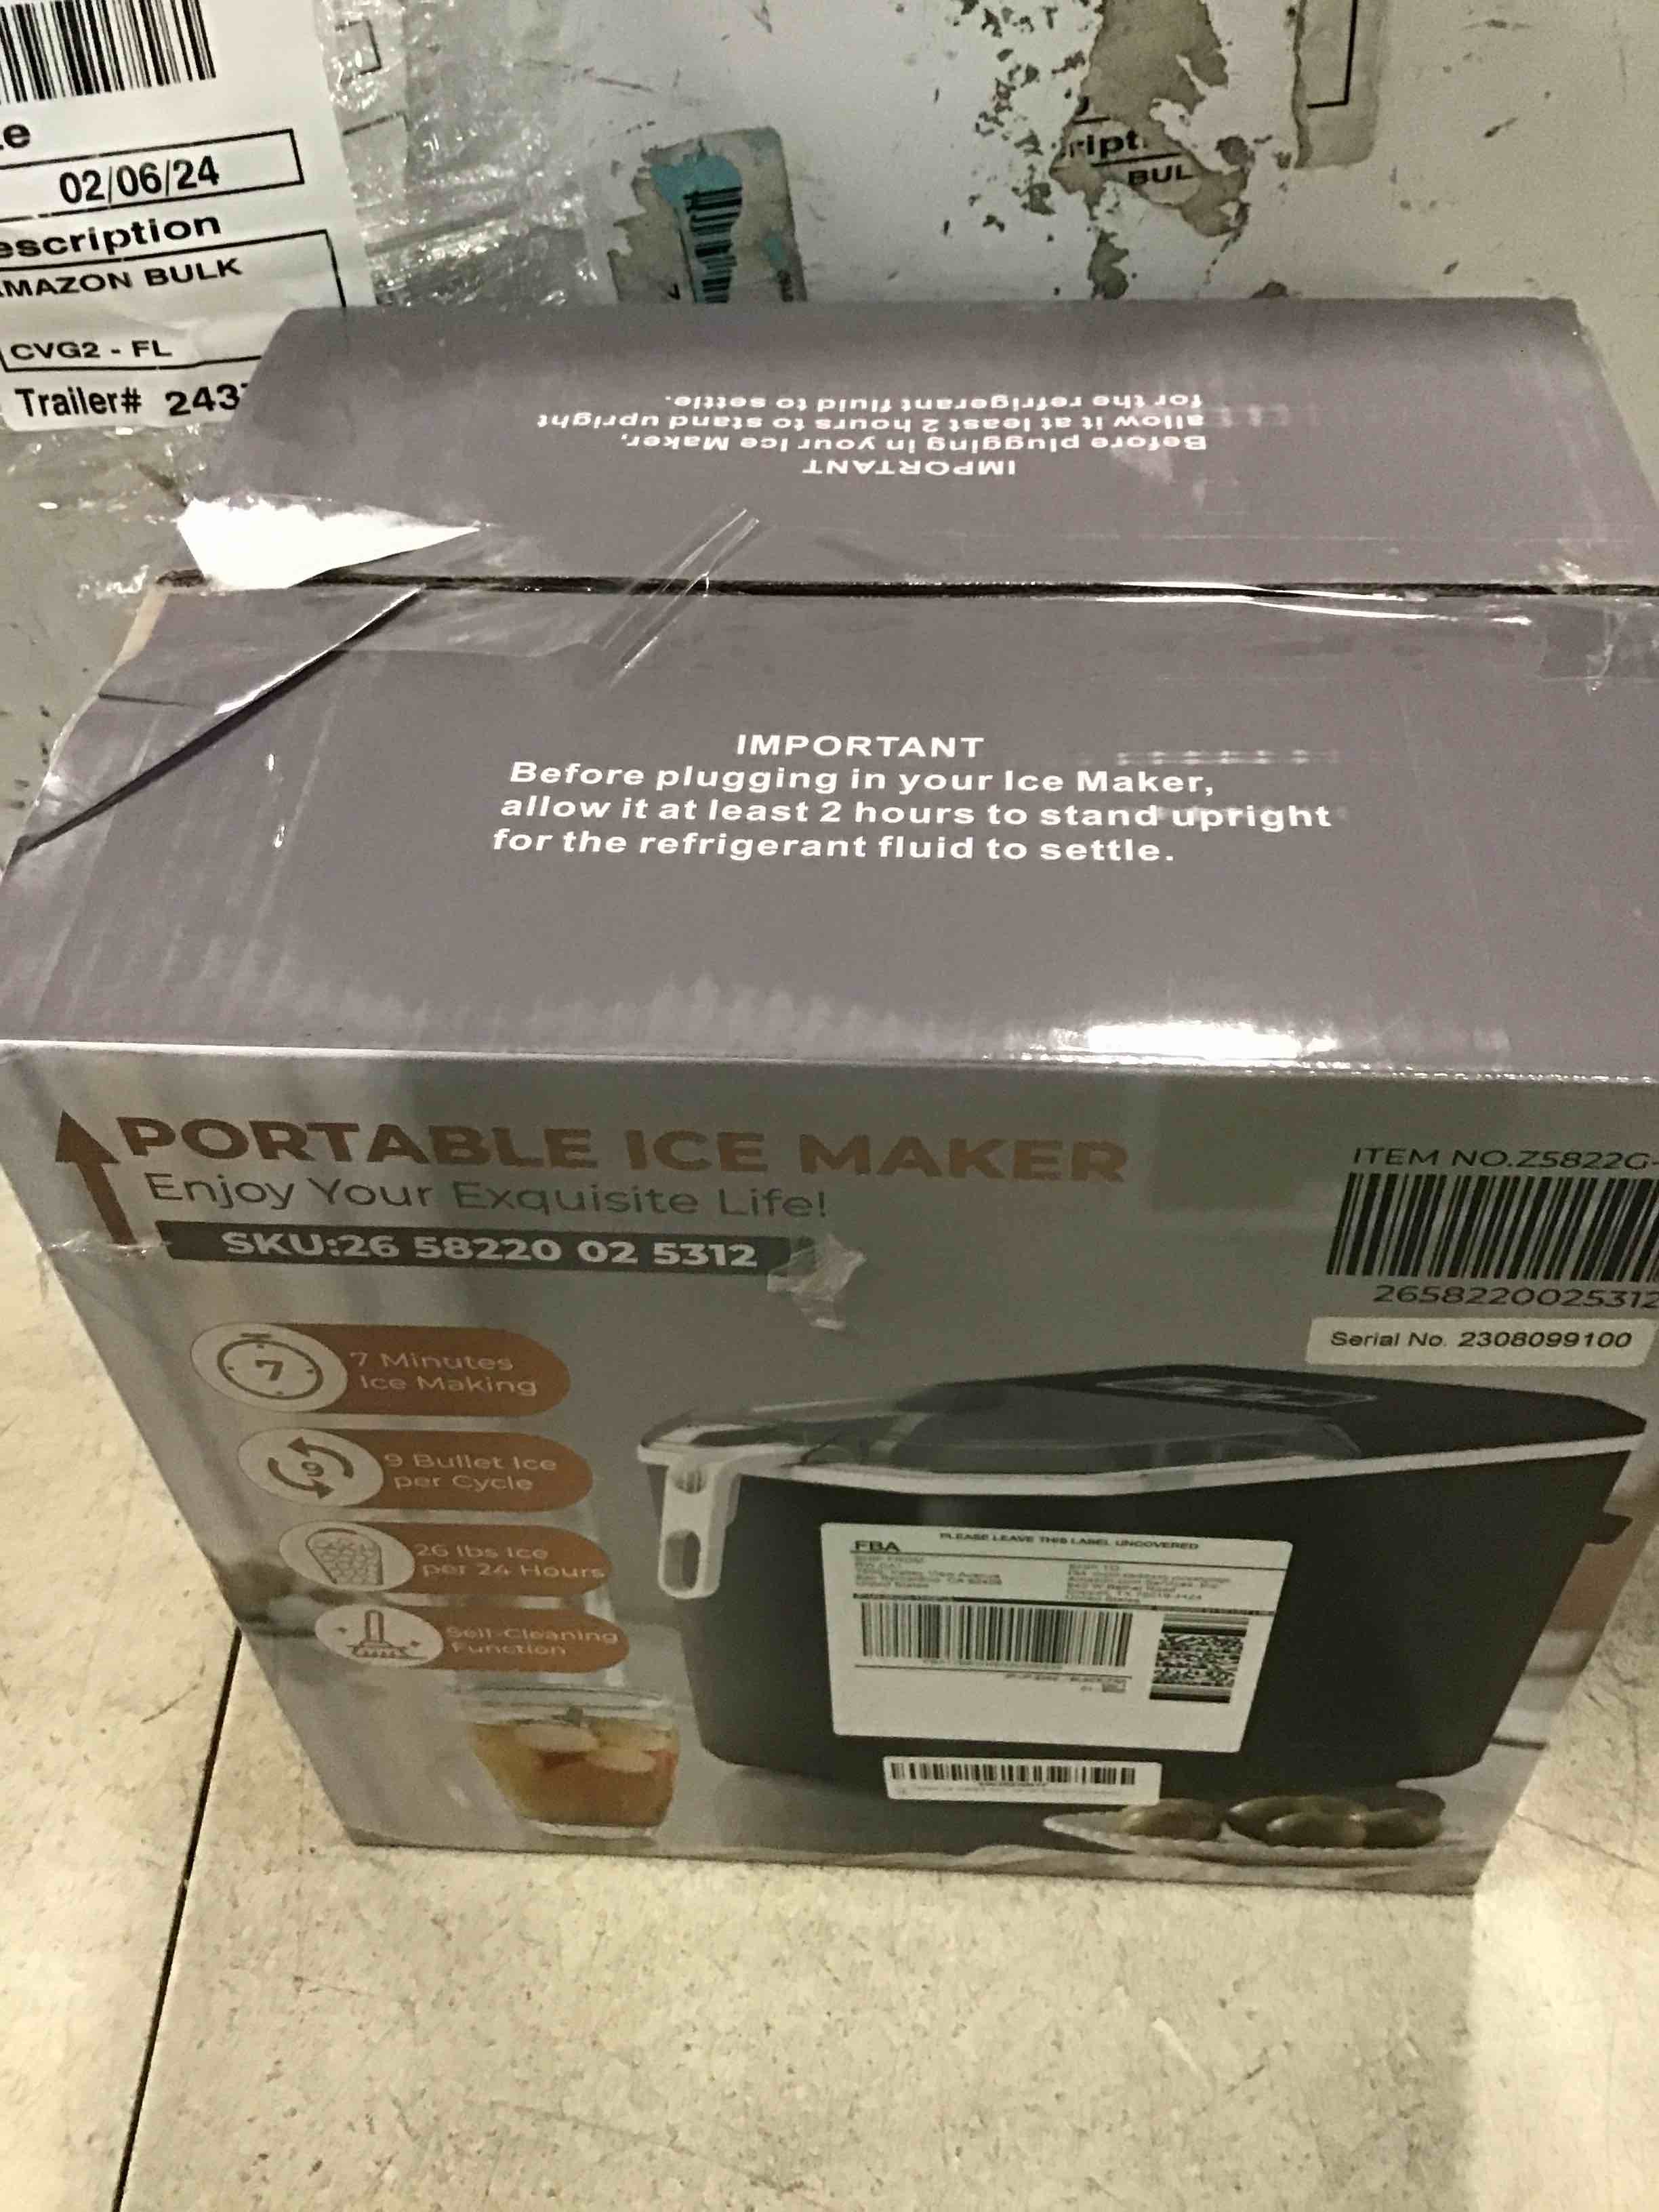 02/06/24
escription
MAZON BULK
CVG2 - FL
Trailer# 243
ript
BUL
IMPORTANT
Before plugging in your Ice Maker,
allow it at least 2 hours to stand upright
for the refrigerant fluid to settle.
IMPORTANT
Before plugging in your Ice Maker,
allow it at least 2 hours to stand upright
for the refrigerant fluid to settle.
PORTABLE ICE MAKER
Enjoy Your Exquisite Life!
SKU:26 58220 02 5312
ITEM NO.Z5822G-
2658220025312
Serial No. 2308099100
7
7 Minutes
Ice Making
9
9 Bullet Ice
per Cycle
26 lbs Ice
per 24 Hours
Self-Cleaning
Function
PLEASE LEAVE THIS LABEL UNCOVERED
FBA